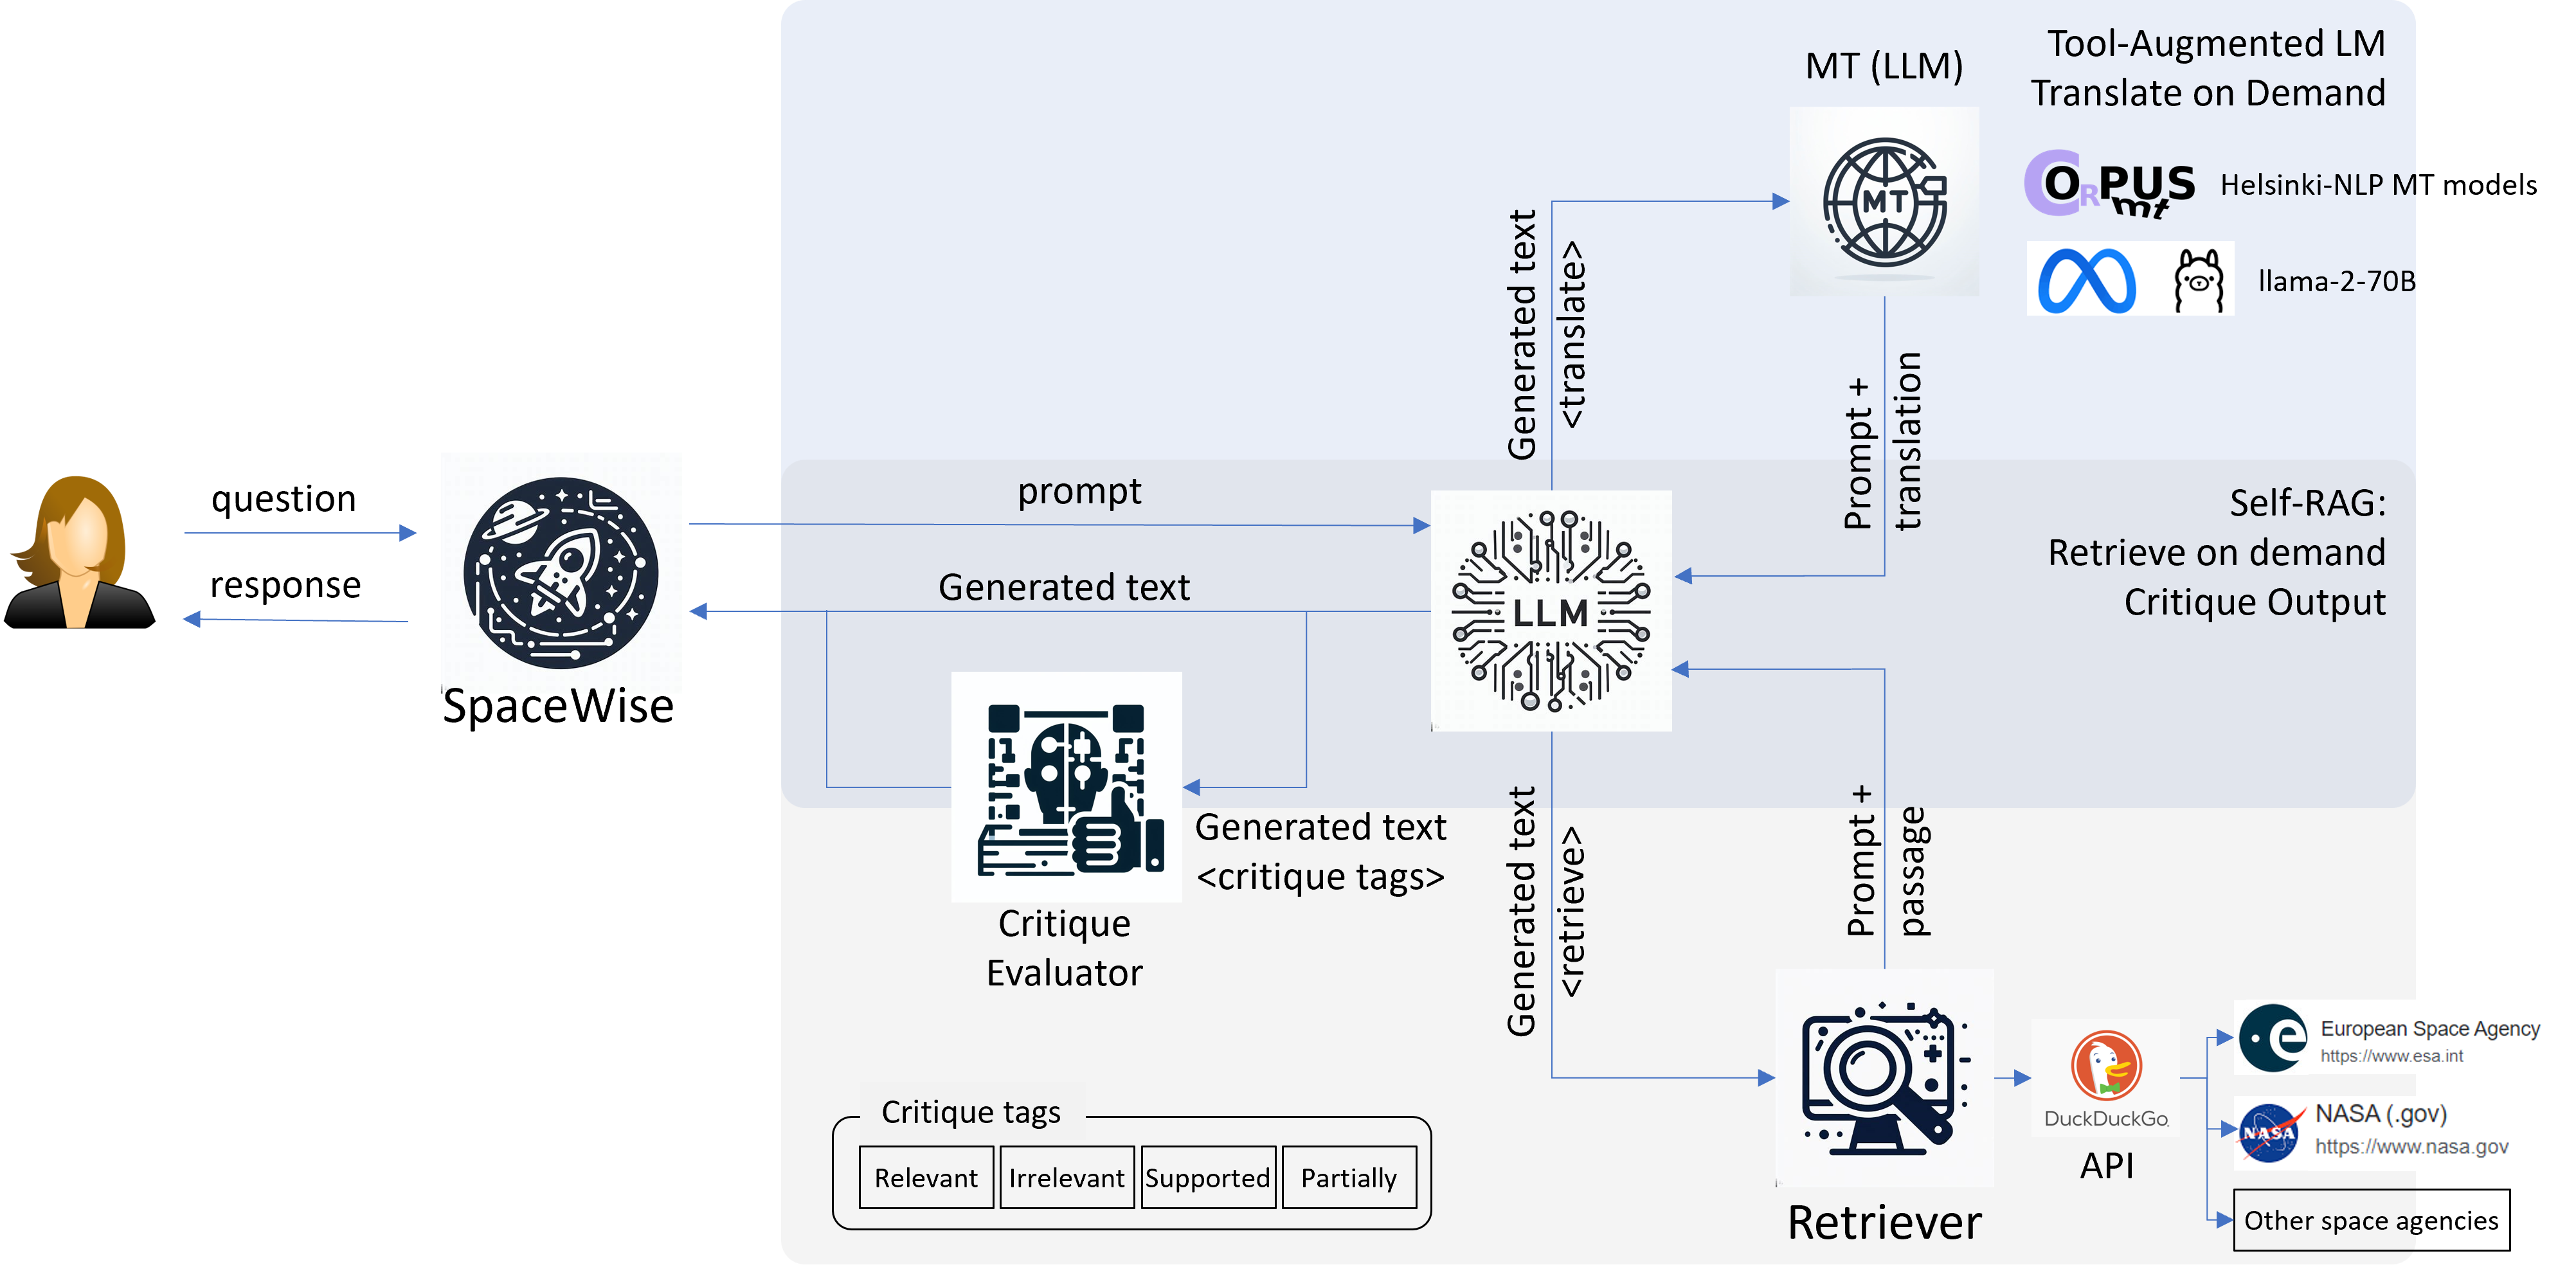 Tool-Augmented LM
Translate on Demand
MT (LLM)
MT
CORPUS
mt
Helsinki-NLP MT models
llama-2-70B
Generated text
<translate>
Prompt +
translation
question
response
SpaceWise
prompt
Generated text
LLM
Self-RAG:
Retrieve on demand
Critique Output
Generated text
<critique tags>
Critique
Evaluator
Generated text
<retrieve>
Prompt +
passage
Critique tags
Relevant
Irrelevant
Supported
Partially
Retriever
DuckDuckGo.
API
European Space Agency
https://www.esa.int
NASA
NASA (.gov)
https://www.nasa.gov
Other space agencies